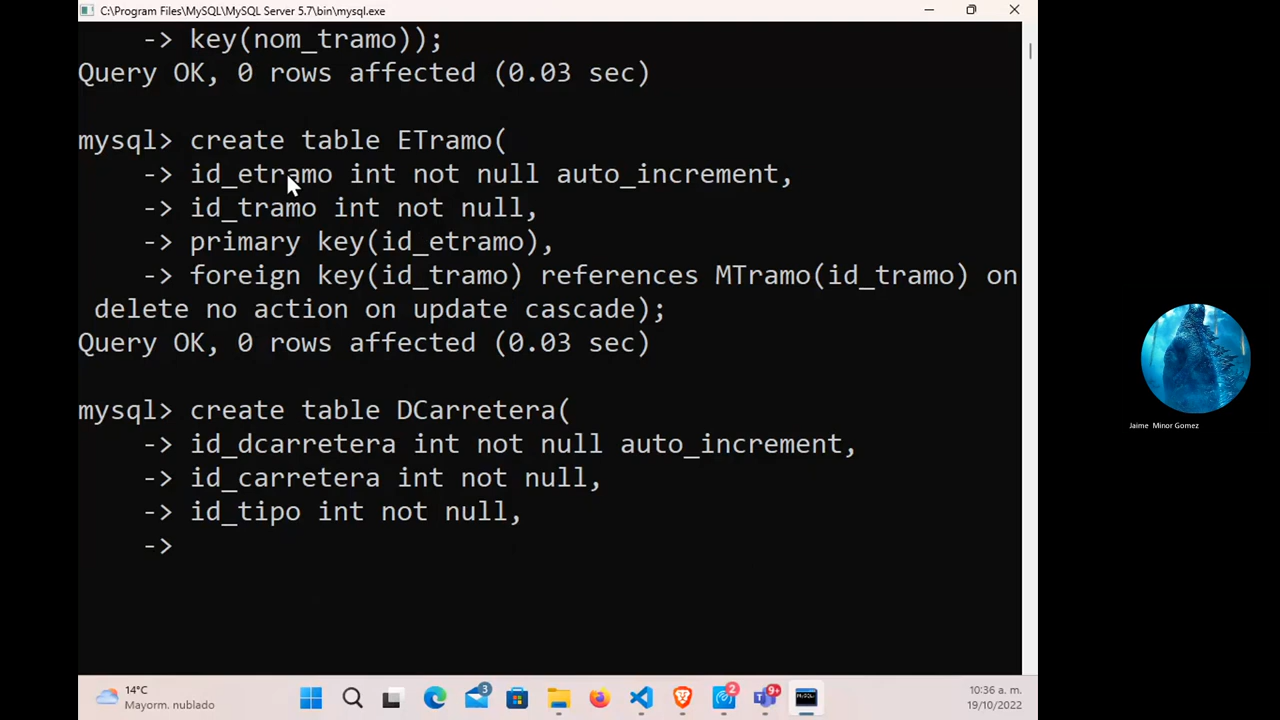 C:\Program Files\MySQL\MySQL Server 5.7\bin\mysql.exe
-> key(nom_tramo));
Query OK, 0 rows affected (0.03 sec)
mysql> create table ETramo(
-> id_etramo int not null auto_increment,
-> id_tramo int not null,
-> primary key(id_etramo),
-> foreign key(id_tramo) references MTramo(id_tramo) on
delete no action on update cascade);
Query OK, 0 rows affected (0.03 sec)
mysql> create table DCarretera(
-> id_dcarretera int not null auto_increment,
-> id_carretera int not null,
-> id_tipo int not null,
->
Jaime Minor Gomez
14°C
Mayorm. nublado
3
2
9+
10:36 a. m.
19/10/2022